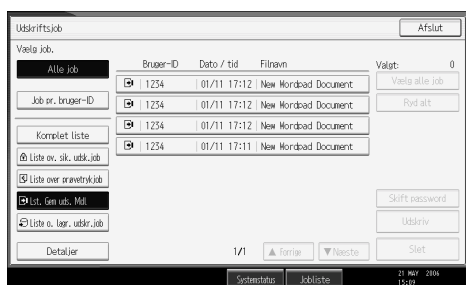 Udskriftsjob
Afslut
Vælg job.
Alle job
Bruger-ID Dato / tid Filnavn
Valgt: 0
1234 01/11 17:12 New Wordpad Document
Vælg alle job
Job pr. bruger-ID
1234 01/11 17:12 New Wordpad Document
Ryd alt
1234 01/11 17:12 New Wordpad Document
Komplet liste
1234 01/11 17:11 New Wordpad Document
Liste ov. sik. udsk.job
Liste over prøvetrykjob
Lst. Gem uds. Mdl
Skift password
Liste o. lagr. udskr.job
Udskriv
Detaljer
1/1
▲ Forrige
▼ Næste
Slet
Systemstatus
Jobliste
21 MAY 2006
15:09